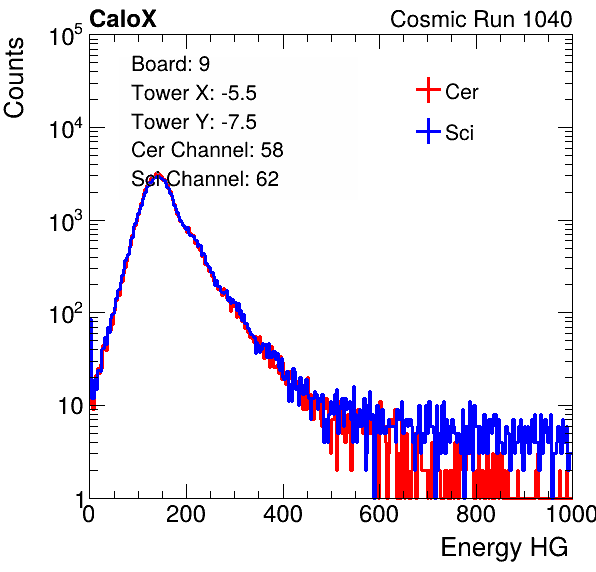 CaloX
Cosmic Run 1040
Counts
10^5
10^4
10^3
10^2
10
1
Board: 9
Tower X: -5.5
Tower Y: -7.5
Cer Channel: 58
Sci Channel: 62
Cer
Sci
0 200 400 600 800 1000
Energy HG